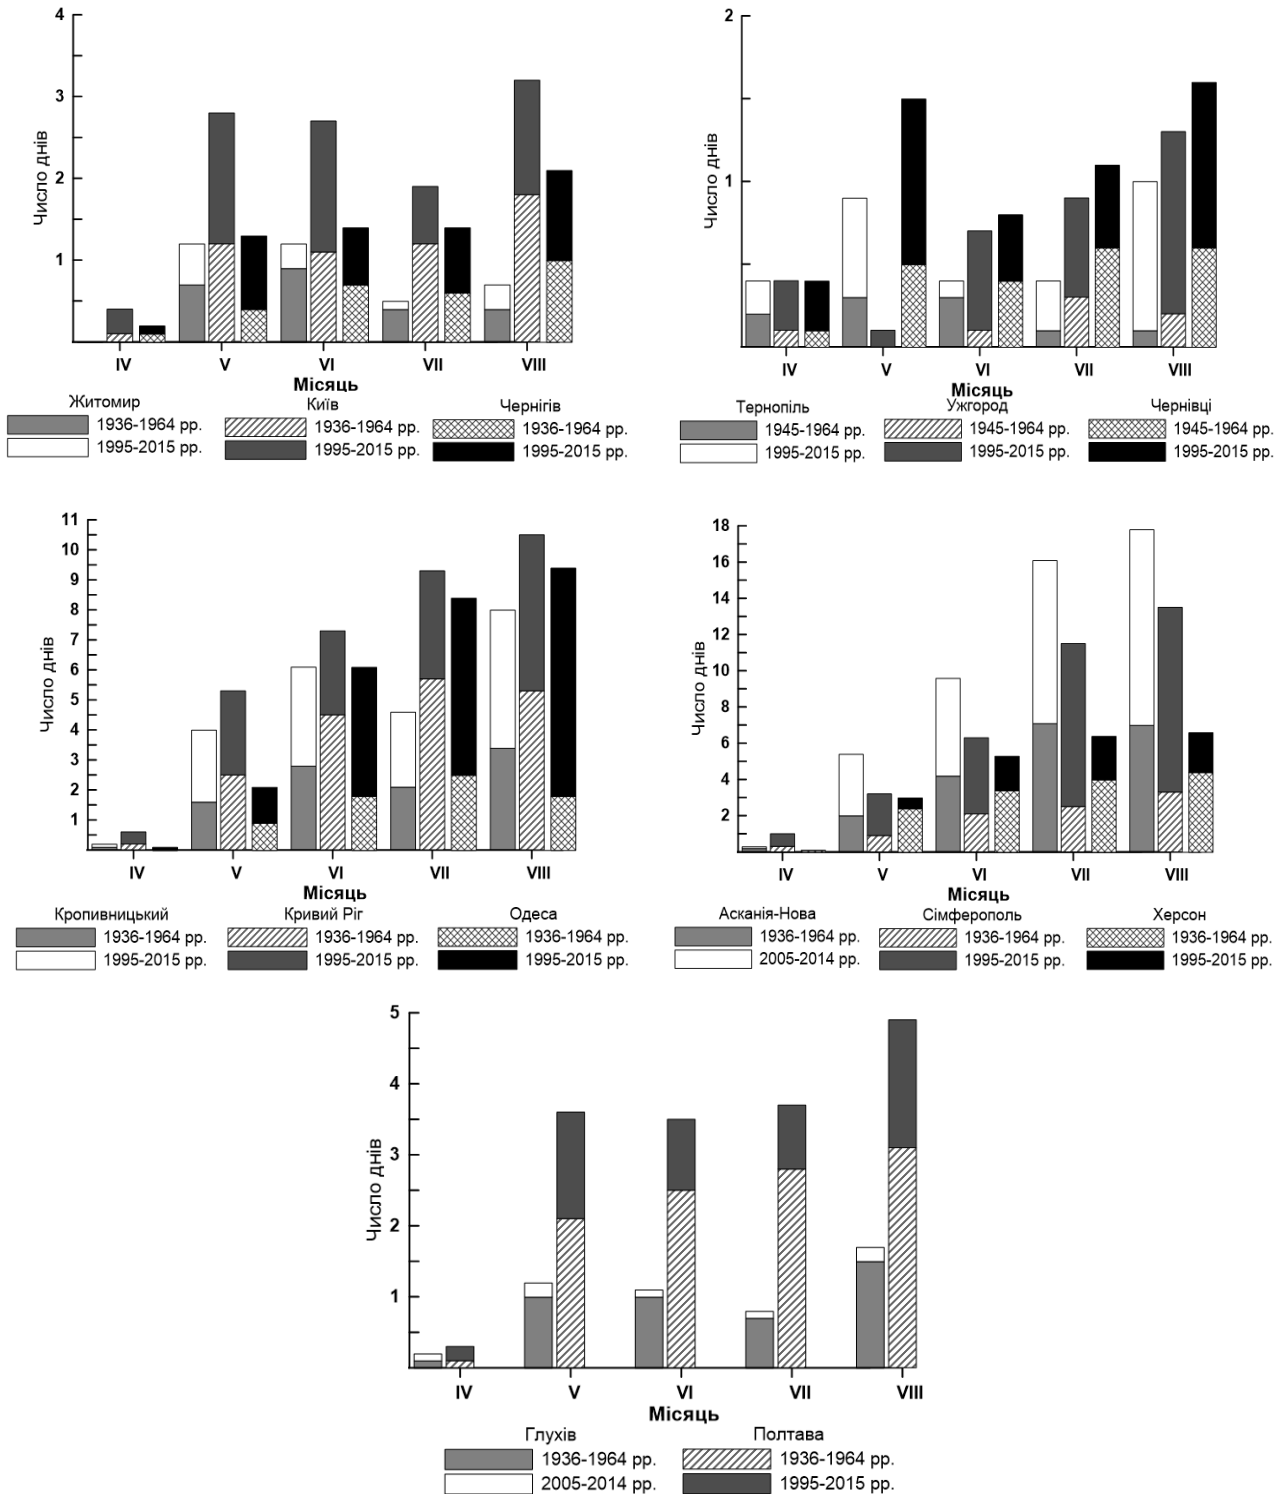 4
3
2
1
Число днів
IV V VI VII VIII
Місяць
Житомир Київ Чернігів
1936-1964 рр. 1936-1964 рр. 1936-1964 рр.
1995-2015 рр. 1995-2015 рр. 1995-2015 рр.
2
1
Число днів
IV V VI VII VIII
Місяць
Тернопіль Ужгород Чернівці
1945-1964 рр. 1945-1964 рр. 1945-1964 рр.
1995-2015 рр. 1995-2015 рр. 1995-2015 рр.
11
10
9
8
7
6
5
4
3
2
1
Число днів
IV V VI VII VIII
Місяць
Кропивницький Кривий Ріг Одеса
1936-1964 рр. 1936-1964 рр. 1936-1964 рр.
1995-2015 рр. 1995-2015 рр. 1995-2015 рр.
18
16
14
12
10
8
6
4
2
Число днів
IV V VI VII VIII
Місяць
Асканія-Нова Сімферополь Херсон
1936-1964 рр. 1936-1964 рр. 1936-1964 рр.
2005-2014 рр. 1995-2015 рр. 1995-2015 рр.
5
4
3
2
1
Число днів
IV V VI VII VIII
Місяць
Глухів Полтава
1936-1964 рр. 1936-1964 рр.
2005-2014 рр. 1995-2015 рр.